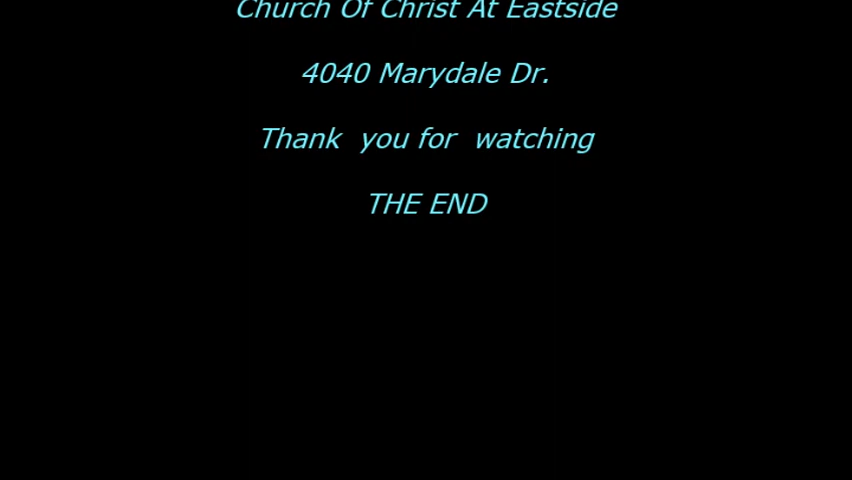 Church Of Christ At Eastside
4040 Marydale Dr.
Thank you for watching
THE END